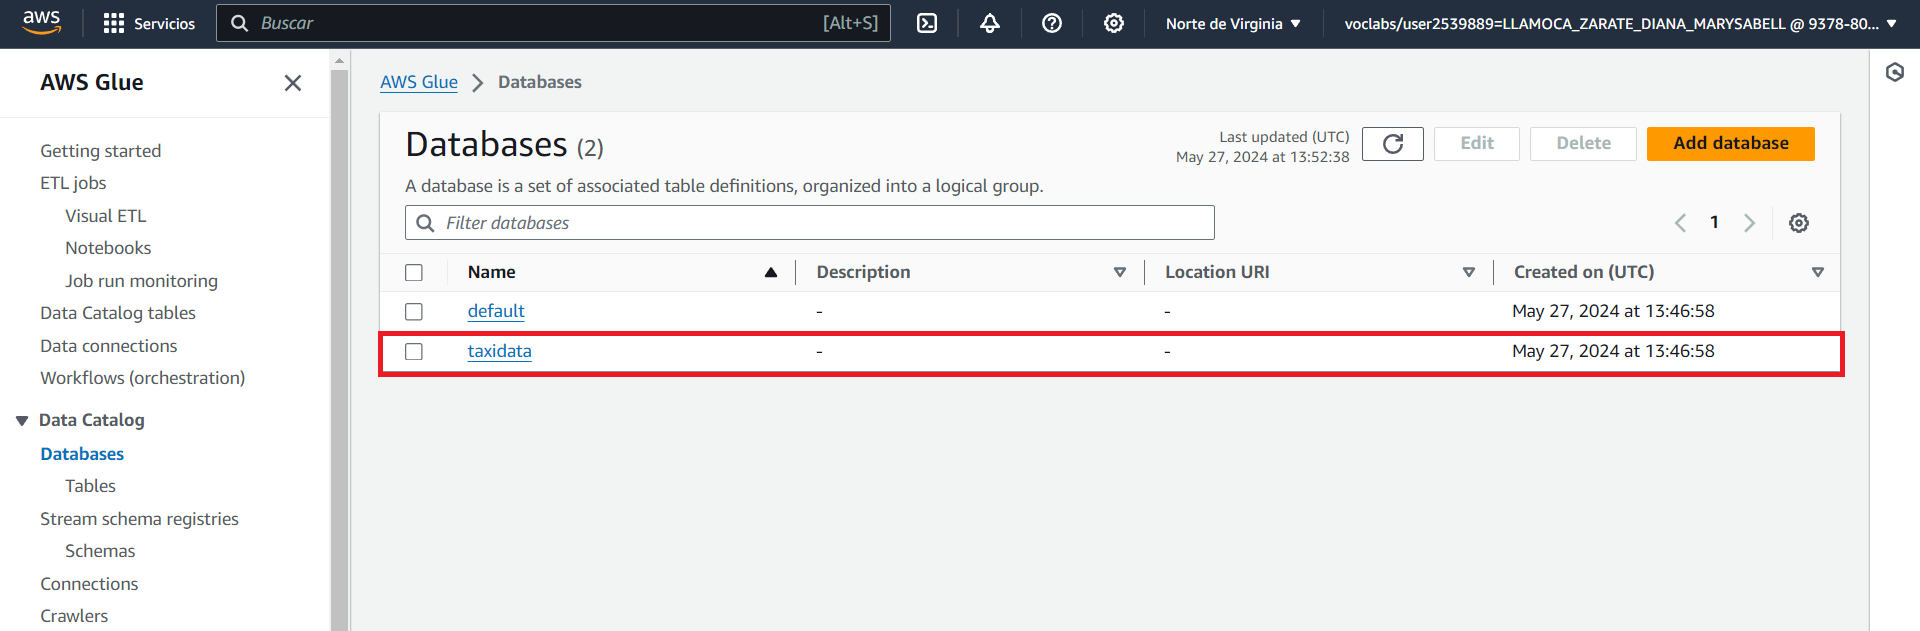 aws
Servicios
Buscar [Alt+S]
Norte de Virginia
voclabs/user2539889=LLAMOCA_ZARATE_DIANA_MARYSABELL @ 9378-80...
AWS Glue
Getting started
ETL jobs
Visual ETL
Notebooks
Job run monitoring
Data Catalog tables
Data connections
Workflows (orchestration)
Data Catalog
Databases
Tables
Stream schema registries
Schemas
Connections
Crawlers
AWS Glue > Databases
Databases (2)
Last updated (UTC)
May 27, 2024 at 13:52:38
Edit
Delete
Add database
A database is a set of associated table definitions, organized into a logical group.
Filter databases
1
Name Description Location URI Created on (UTC)
default - - May 27, 2024 at 13:46:58
taxidata - - May 27, 2024 at 13:46:58